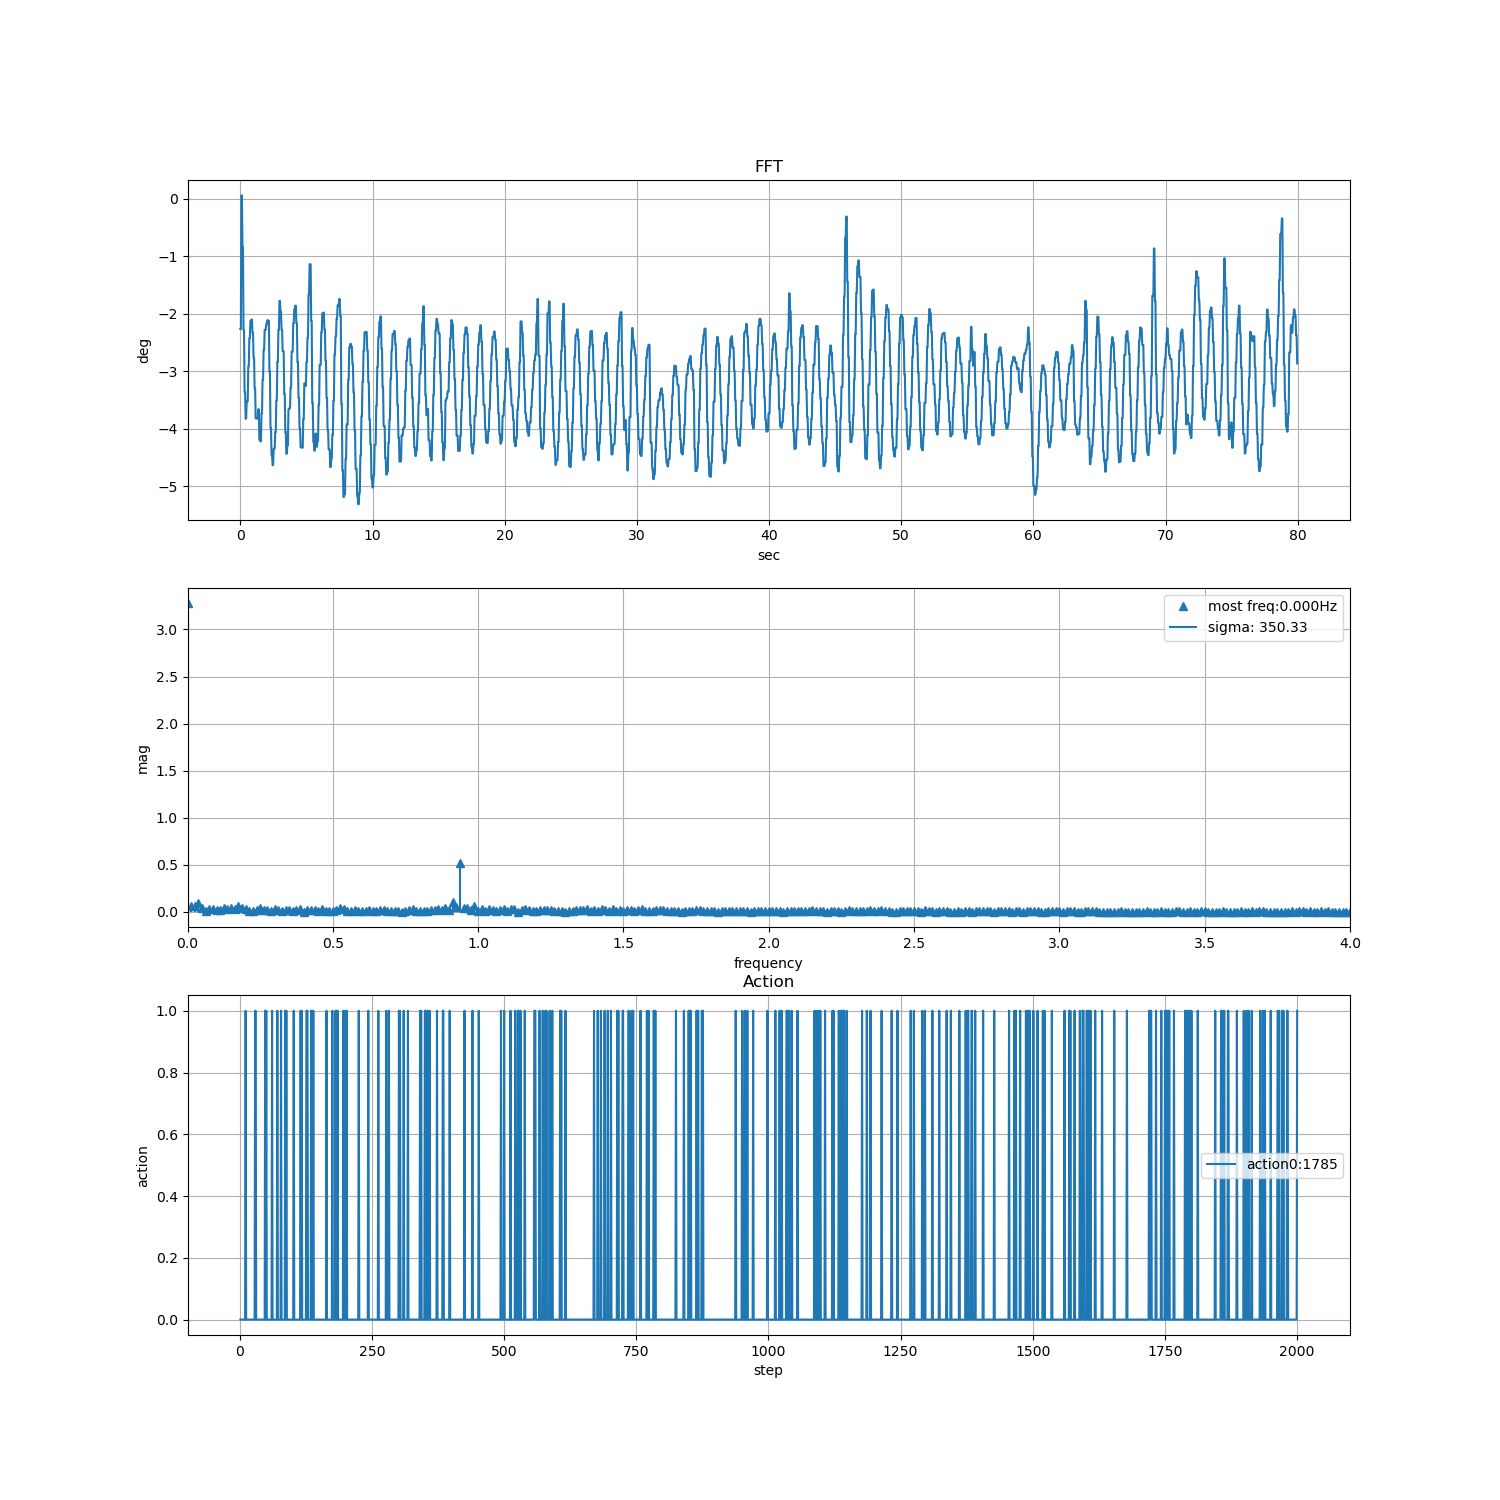 FFT
0
−1
−2
−3
−4
−5
deg
0 10 20 30 40 50 60 70 80
sec
3.0
2.5
2.0
1.5
1.0
0.5
0.0
mag
most freq:0.000Hz
sigma: 350.33
0.0 0.5 1.0 1.5 2.0 2.5 3.0 3.5 4.0
frequency
Action
1.0
0.8
0.6
0.4
0.2
0.0
action
action0:1785
0 250 500 750 1000 1250 1500 1750 2000
step